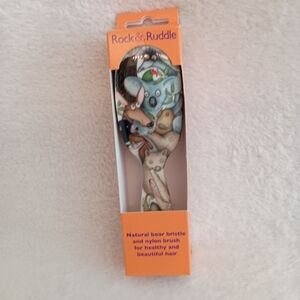 Rock & Ruddle
Natural boar bristle
and nylon brush
for healthy and
beautiful hair